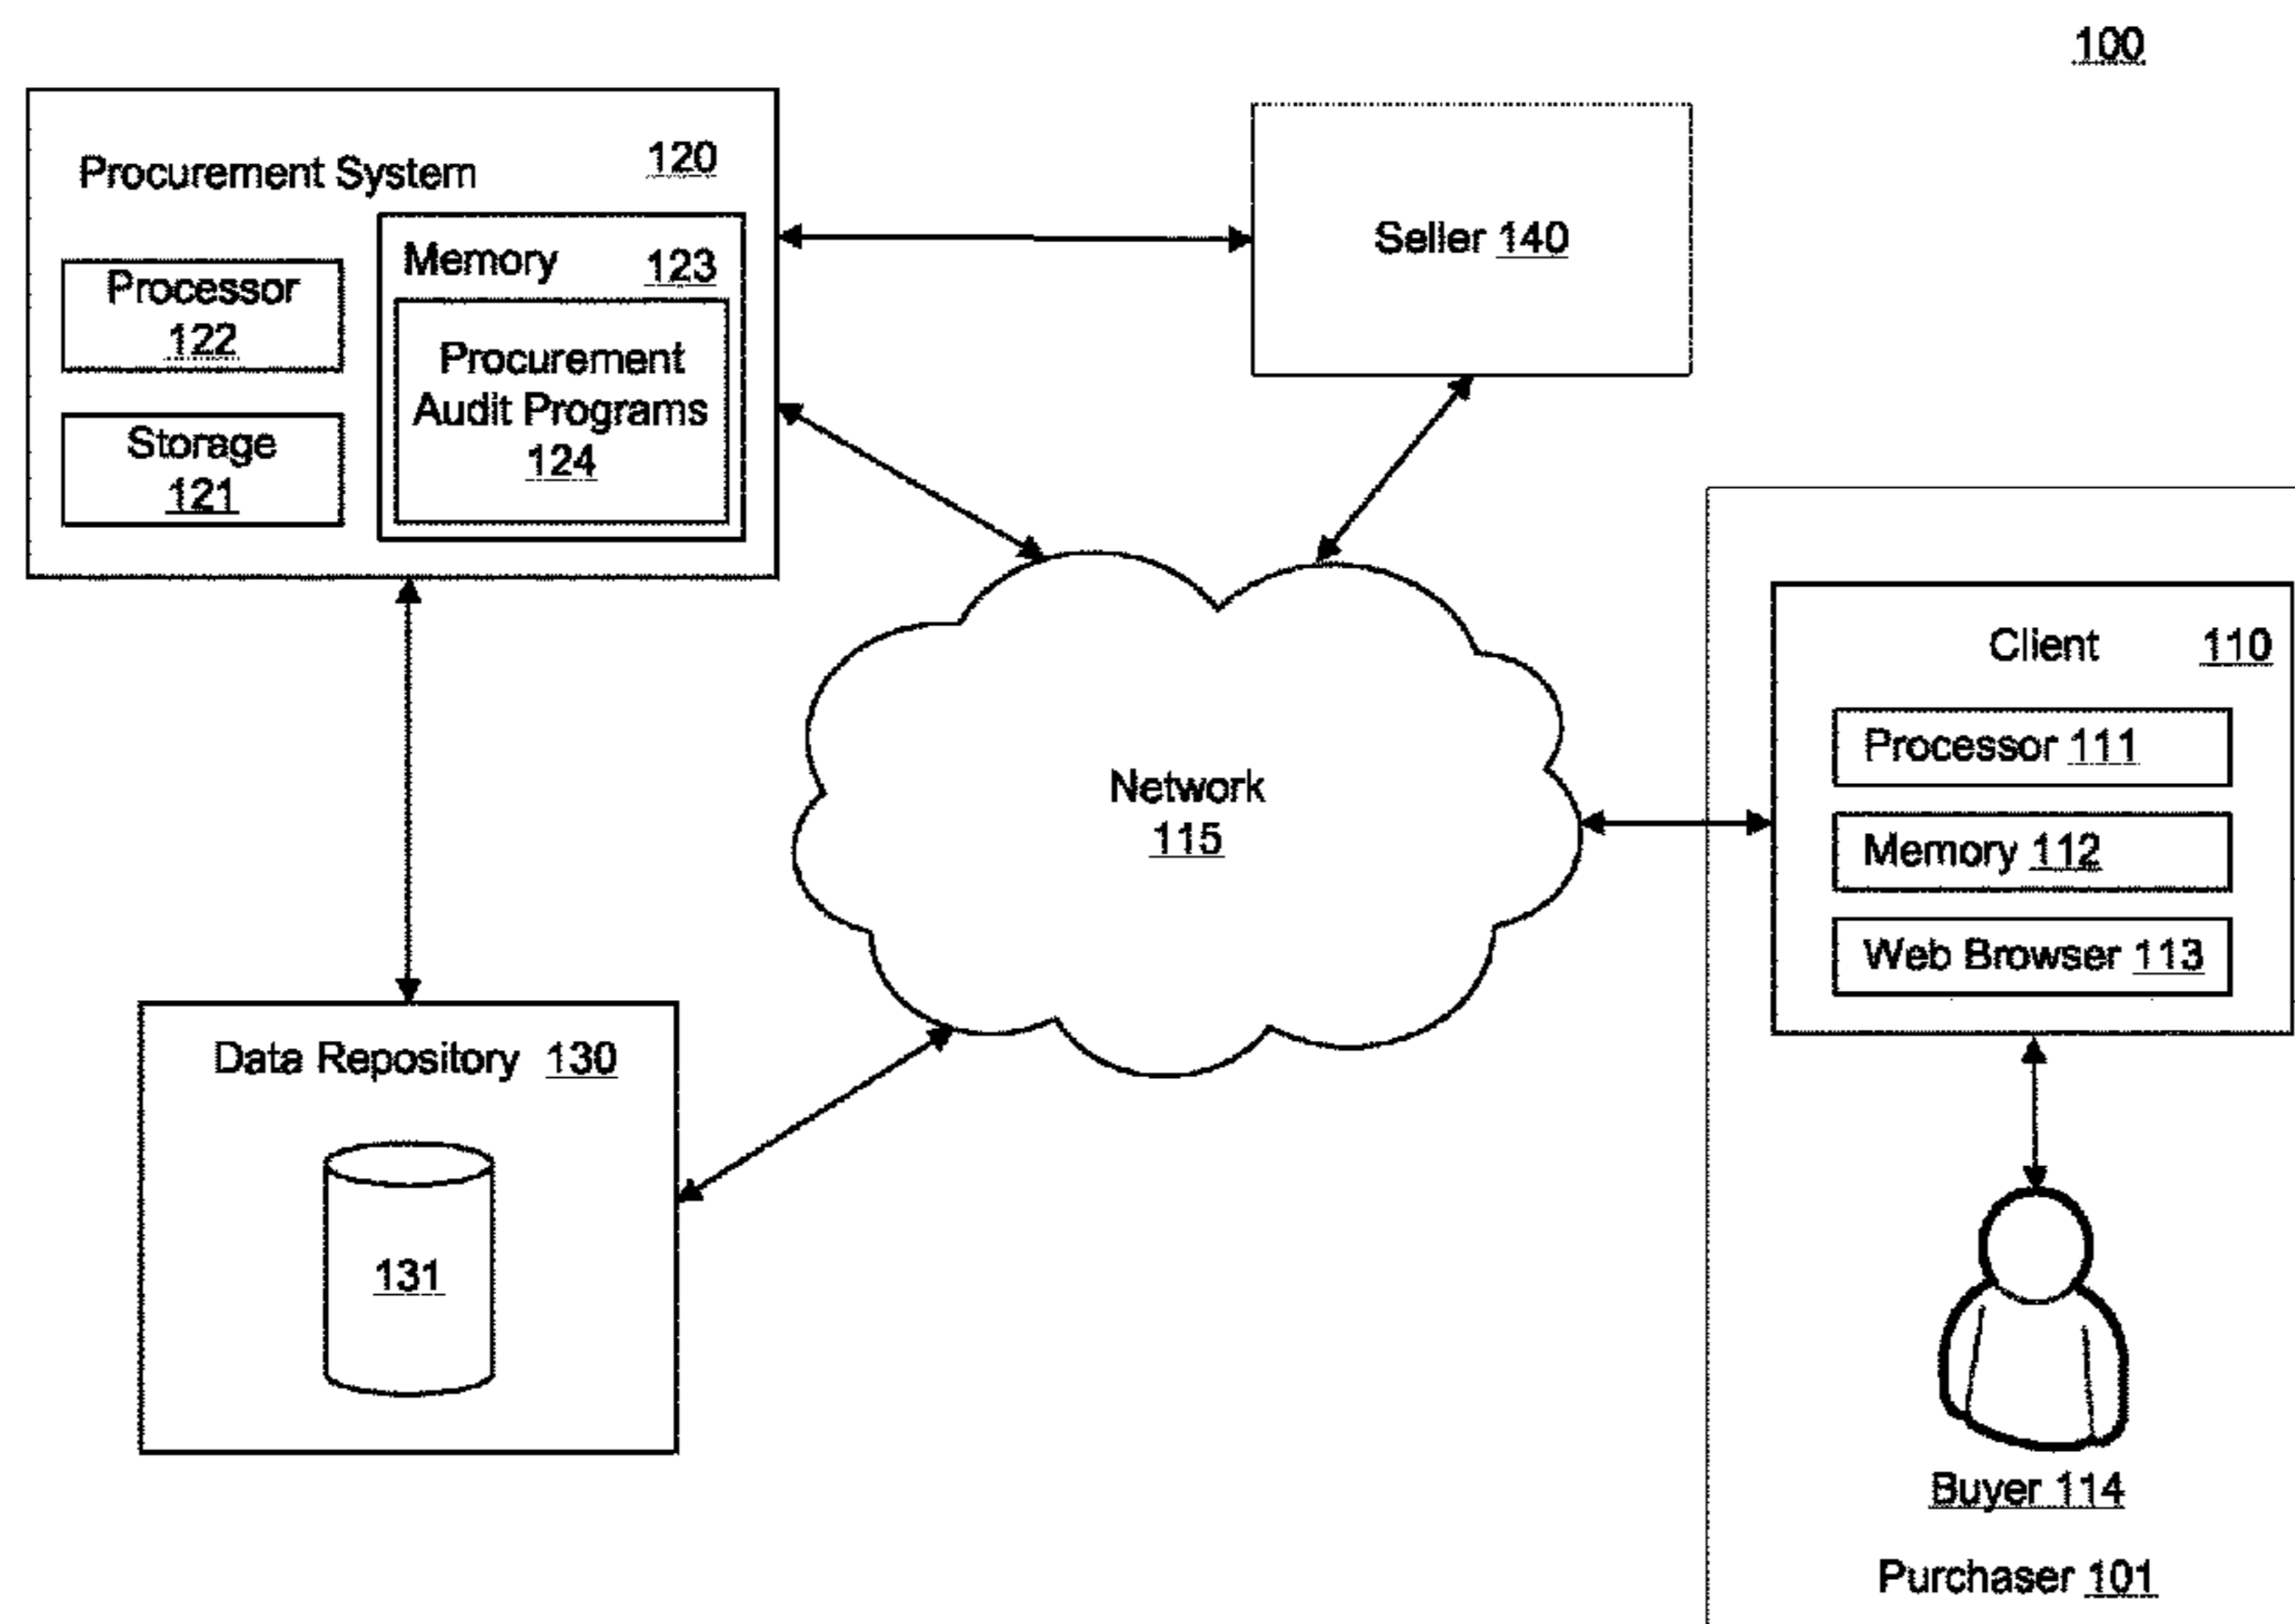 100
Procurement System 120
Processor
122
Storage
121
Memory 123
Procurement
Audit Programs
124
Seller 140
Network
115
Client 110
Processor 111
Memory 112
Web Browser 113
Data Repository 130
131
Buyer 114
Purchaser 101